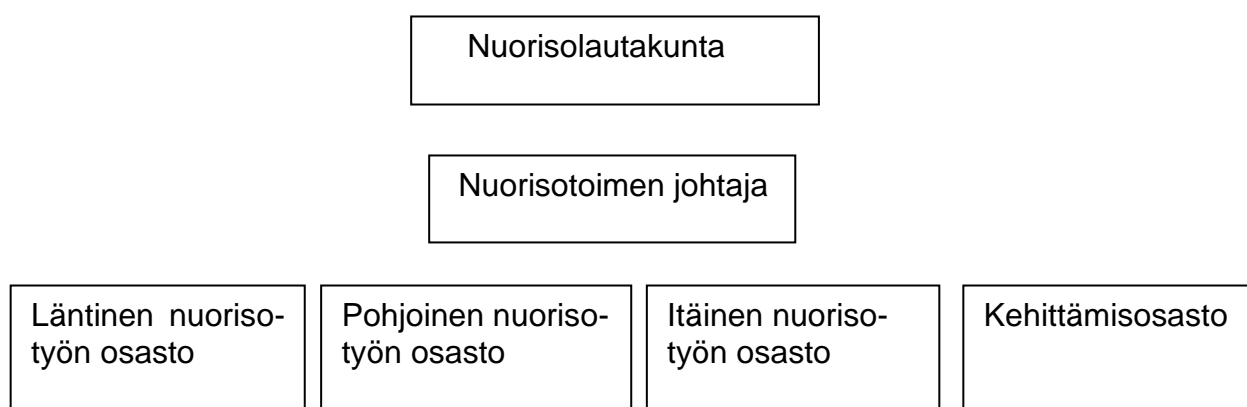 Nuorisolautakunta
Nuorisotoimen johtaja
Läntinen nuoriso-
työn osasto
Pohjoinen nuoriso-
työn osasto
Itäinen nuoriso-
työn osasto
Kehittämisosasto